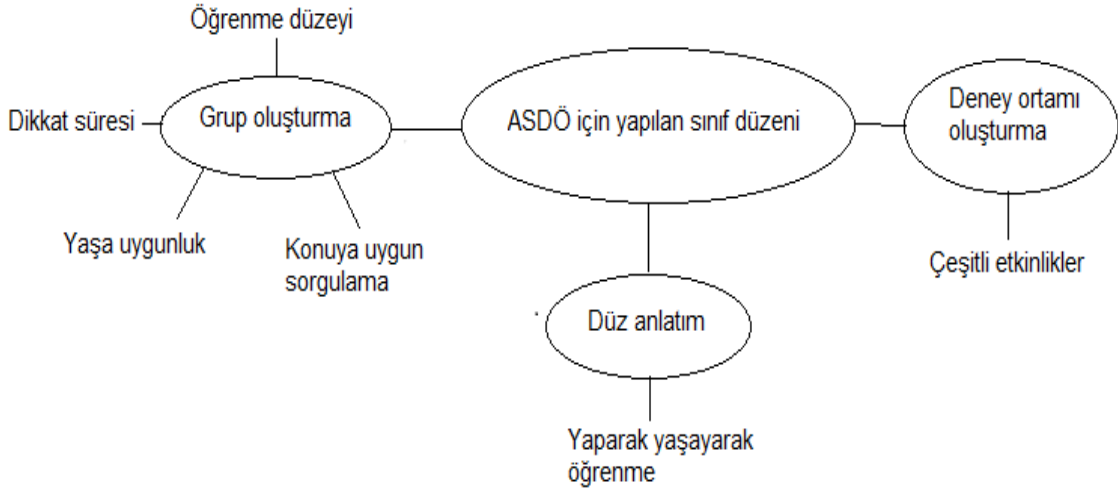 Öğrenme düzeyi
Dikkat süresi
Grup oluşturma
ASDÖ için yapılan sınıf düzeni
Deney ortamı
oluşturma
Yaşa uygunluk
Konuya uygun
sorgulama
Çeşitli etkinlikler
Düz anlatım
Yaparak yaşayarak
öğrenme